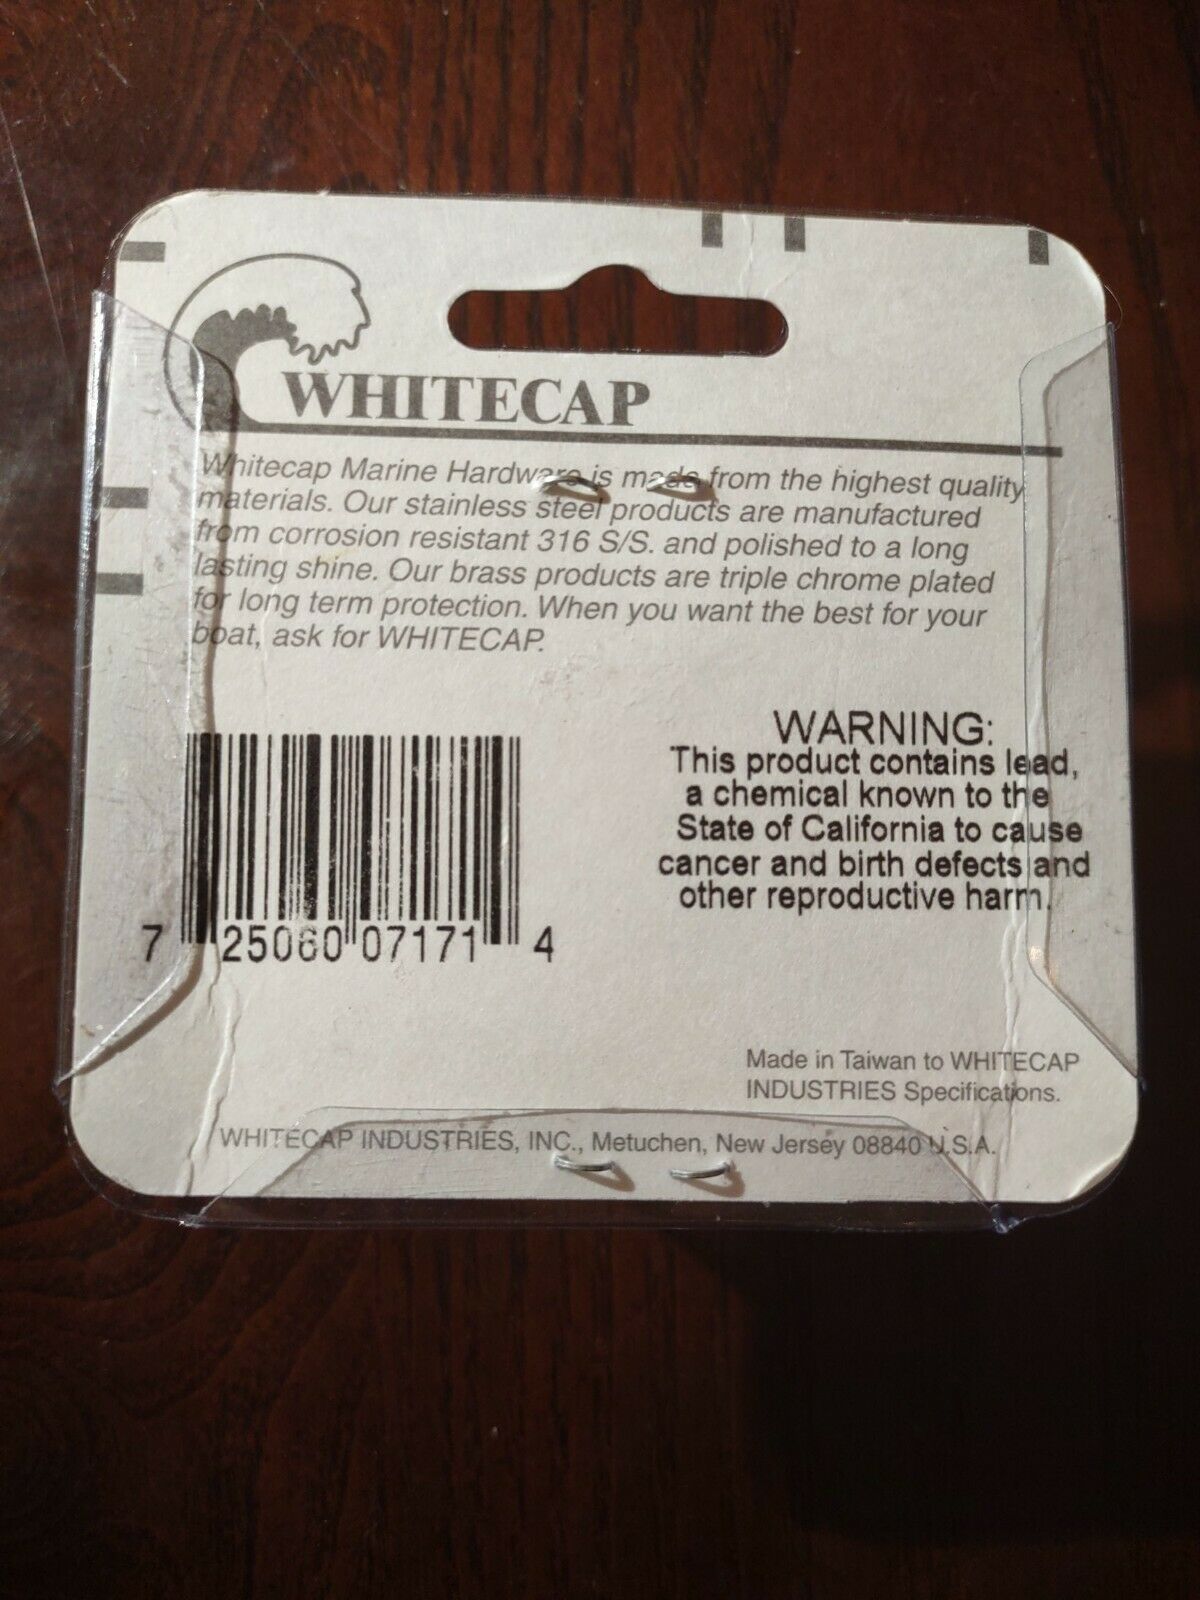 WHITECAP
Whitecap Marine Hardware is made from the highest quality
materials. Our stainless steel products are manufactured
from corrosion resistant 316 S/S. and polished to a long
lasting shine. Our brass products are triple chrome plated
for long term protection. When you want the best for your
boat, ask for WHITECAP.
WARNING:
This product contains lead,
a chemical known to the
State of California to cause
cancer and birth defects and
other reproductive harm.
7 25060 07171 4
Made in Taiwan to WHITECAP
INDUSTRIES Specifications.
WHITECAP INDUSTRIES, INC., Metuchen, New Jersey 08840 U.S.A.